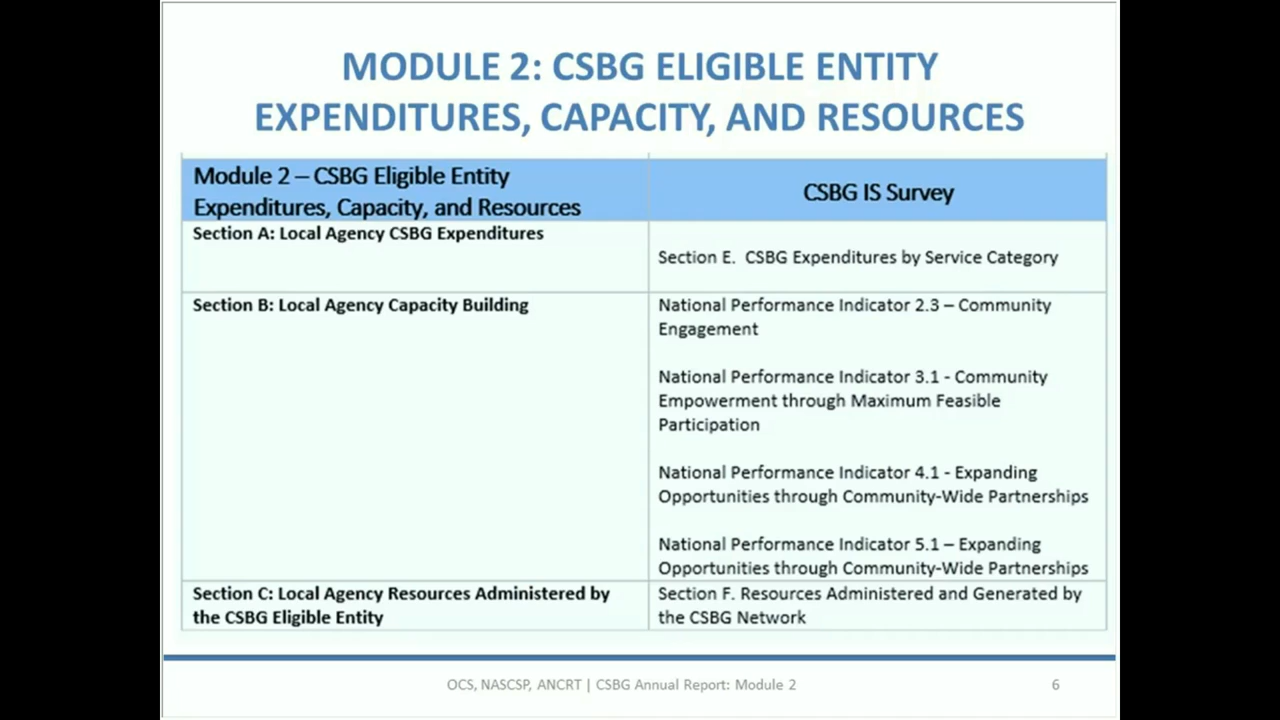 MODULE 2: CSBG ELIGIBLE ENTITY
EXPENDITURES, CAPACITY, AND RESOURCES
Module 2 – CSBG Eligible Entity
Expenditures, Capacity, and Resources
CSBG IS Survey
Section A: Local Agency CSBG Expenditures
Section E.  CSBG Expenditures by Service Category
Section B: Local Agency Capacity Building
National Performance Indicator 2.3 – Community
Engagement
National Performance Indicator 3.1 - Community
Empowerment through Maximum Feasible
Participation
National Performance Indicator 4.1 - Expanding
Opportunities through Community-Wide Partnerships
National Performance Indicator 5.1 – Expanding
Opportunities through Community-Wide Partnerships
Section C: Local Agency Resources Administered by
the CSBG Eligible Entity
Section F. Resources Administered and Generated by
the CSBG Network
OCS, NASCSP, ANCRT | CSBG Annual Report: Module 2
6